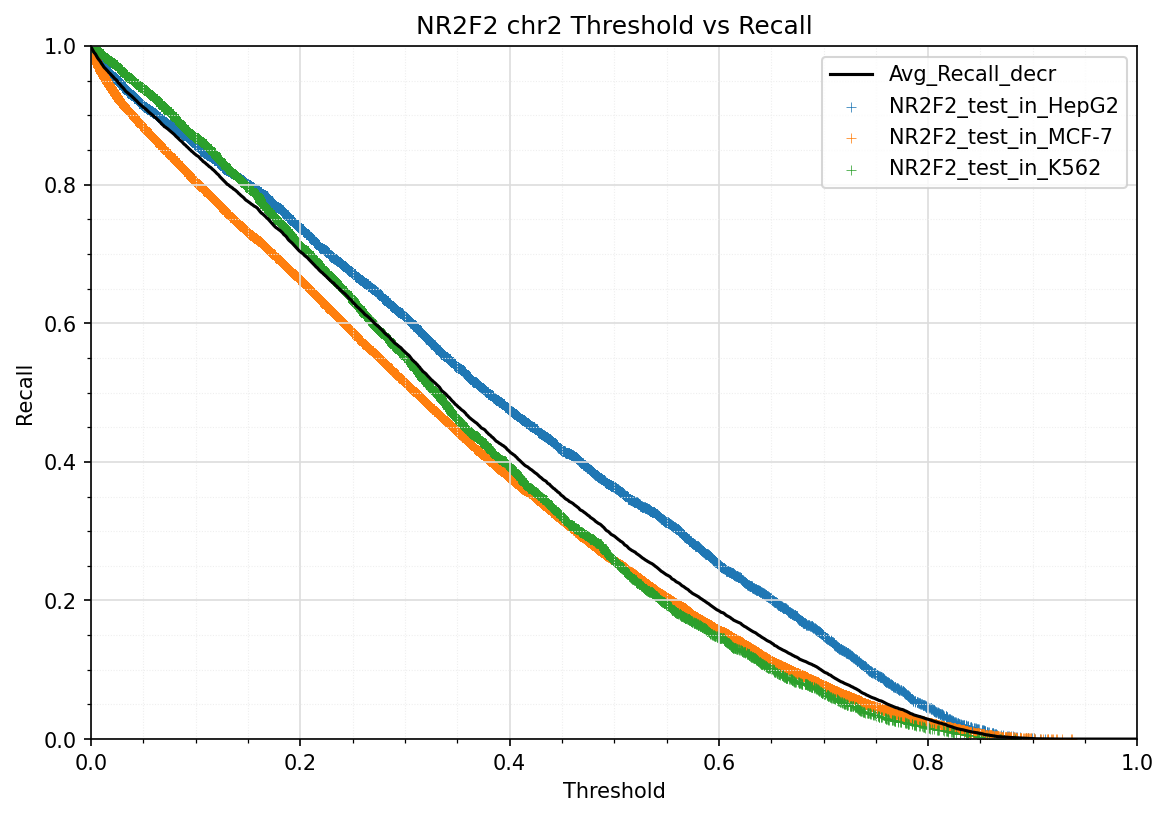 NR2F2 chr2 Threshold vs Recall
Avg_Recall_decr
NR2F2_test_in_HepG2
NR2F2_test_in_MCF-7
NR2F2_test_in_K562
Recall
1.0
0.8
0.6
0.4
0.2
0.0
0.0 0.2 0.4 0.6 0.8 1.0
Threshold